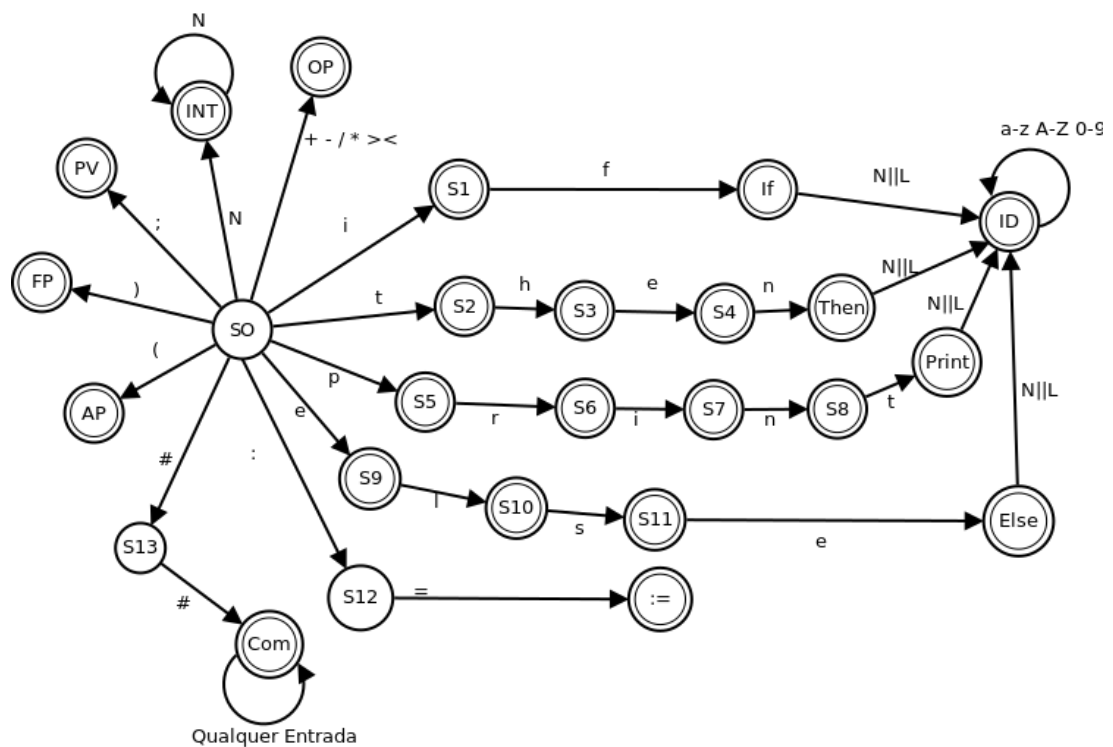 N
OP
INT
+ - / * ><
a-z A-Z 0-9
PV
f
N||L
S1
If
ID
;
N
i
FP
)
t
S2
h
S3
e
S4
n
Then
N||L
SO
(
p
N||L
Print
AP
e
S5
r
S6
i
S7
n
S8
t
N||L
#
:
S9
l
S10
s
S11
e
Else
S13
#
S12
=
:=
Com
Qualquer Entrada